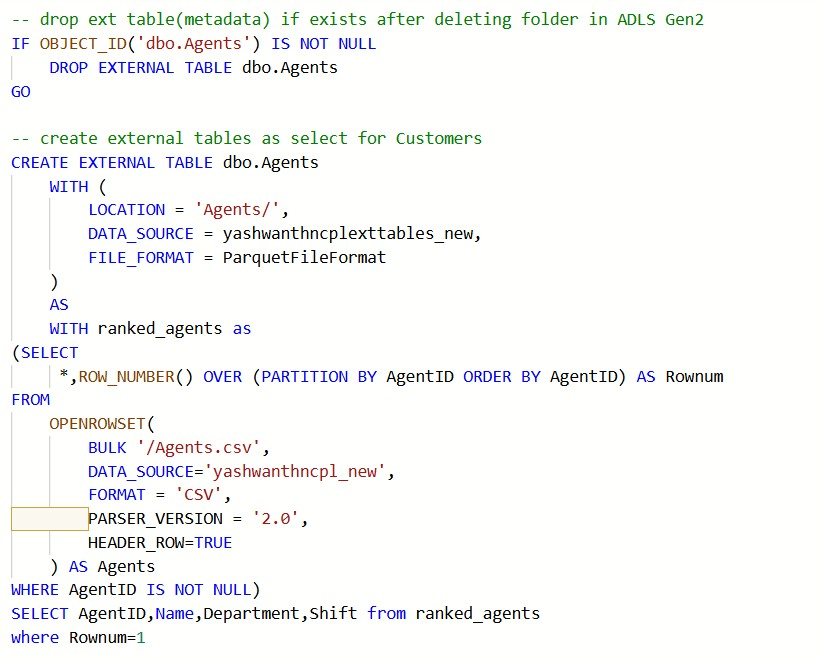 -- drop ext table(metadata) if exists after deleting folder in ADLS Gen2
IF OBJECT_ID('dbo.Agents') IS NOT NULL
    DROP EXTERNAL TABLE dbo.Agents
GO

-- create external tables as select for Customers
CREATE EXTERNAL TABLE dbo.Agents
    WITH (
        LOCATION = 'Agents/',
        DATA_SOURCE = yashwanthncplexttables_new,
        FILE_FORMAT = ParquetFileFormat
    )
    AS
    WITH ranked_agents as
(SELECT
     *,ROW_NUMBER() OVER (PARTITION BY AgentID ORDER BY AgentID) AS Rownum
FROM
    OPENROWSET(
        BULK '/Agents.csv',
        DATA_SOURCE='yashwanthncpl_new',
        FORMAT = 'CSV',
        PARSER_VERSION = '2.0',
        HEADER_ROW=TRUE
    ) AS Agents
WHERE AgentID IS NOT NULL)
SELECT AgentID,Name,Department,Shift from ranked_agents
where Rownum=1